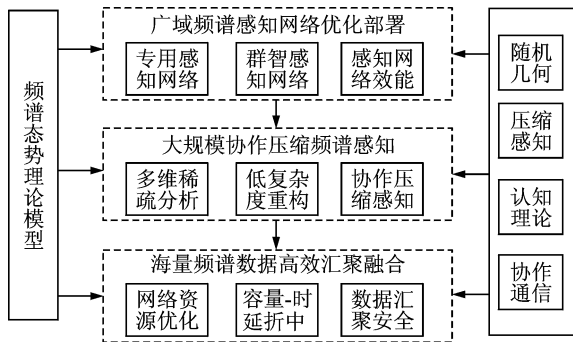 频谱态势理论模型
广域频谱感知网络优化部署
专用感
知网络
群智感
知网络
感知网
络效能
大规模协作压缩频谱感知
多维稀
疏分析
低复杂
度重构
协作压
缩感知
海量频谱数据高效汇聚融合
网络资
源优化
容量-时
延折中
数据汇
聚安全
随机
几何
压缩
感知
认知
理论
协作
通信